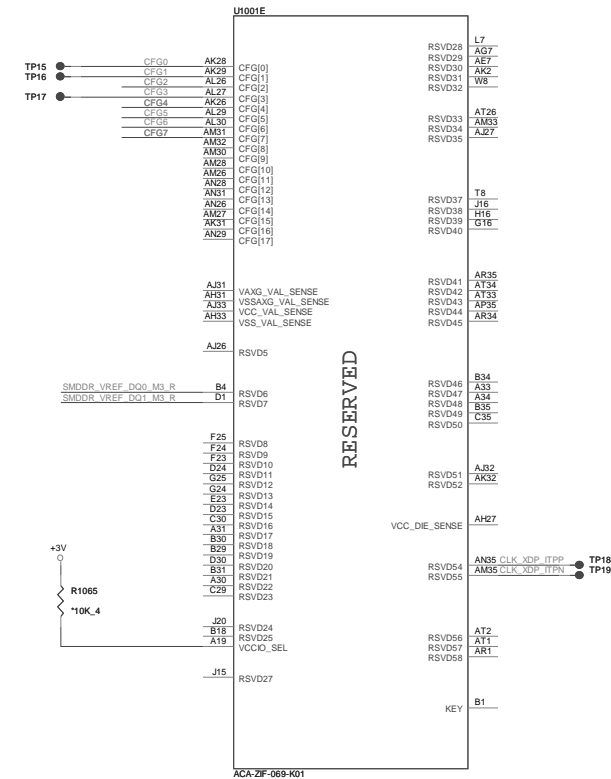 U1001E
TP15 CFG0 AK28 CFG[0]
TP16 CFG1 AK29 CFG[1]
CFG2 AL26 CFG[2]
TP17 CFG3 AL27 CFG[3]
CFG4 AK26 CFG[4]
CFG5 AL29 CFG[5]
CFG6 AL30 CFG[6]
CFG7 AM31 CFG[7]
AM32 CFG[8]
AM30 CFG[9]
AM28 CFG[10]
AM26 CFG[11]
AN28 CFG[12]
AN31 CFG[13]
AN26 CFG[14]
AM27 CFG[15]
AK31 CFG[16]
AN29 CFG[17]
AJ31 VAXG_VAL_SENSE
AH31 VSSAXG_VAL_SENSE
AJ33 VCC_VAL_SENSE
AH33 VSS_VAL_SENSE
AJ26 RSVD5
SMDDR_VREF_DQ0_M3_R B4 RSVD6
SMDDR_VREF_DQ1_M3_R D1 RSVD7
F25 RSVD8
F24 RSVD9
F23 RSVD10
D24 RSVD11
G25 RSVD12
G24 RSVD13
E23 RSVD14
D23 RSVD15
C30 RSVD16
A31 RSVD17
B30 RSVD18
B29 RSVD19
D30 RSVD20
B31 RSVD21
A30 RSVD22
C29 RSVD23
+3V
R1065
*10K_4
J20 RSVD24
B18 RSVD25
A19 VCCIO_SEL
J15 RSVD27
RESERVED
RSVD28 L7
RSVD29 AG7
RSVD30 AE7
RSVD31 AK2
RSVD32 W8
RSVD33 AT26
RSVD34 AM33
RSVD35 AJ27
RSVD37 T8
RSVD38 J16
RSVD39 H16
RSVD40 G16
RSVD41 AR35
RSVD42 AT34
RSVD43 AT33
RSVD44 AP35
RSVD45 AR34
RSVD46 B34
RSVD47 A33
RSVD48 A34
RSVD49 B35
RSVD50 C35
RSVD51 AJ32
RSVD52 AK32
VCC_DIE_SENSE AH27
RSVD54 AN35 CLK_XDP_ITPP TP18
RSVD55 AM35 CLK_XDP_ITPN TP19
RSVD56 AT2
RSVD57 AT1
RSVD58 AR1
KEY B1
ACA-ZIF-069-K01